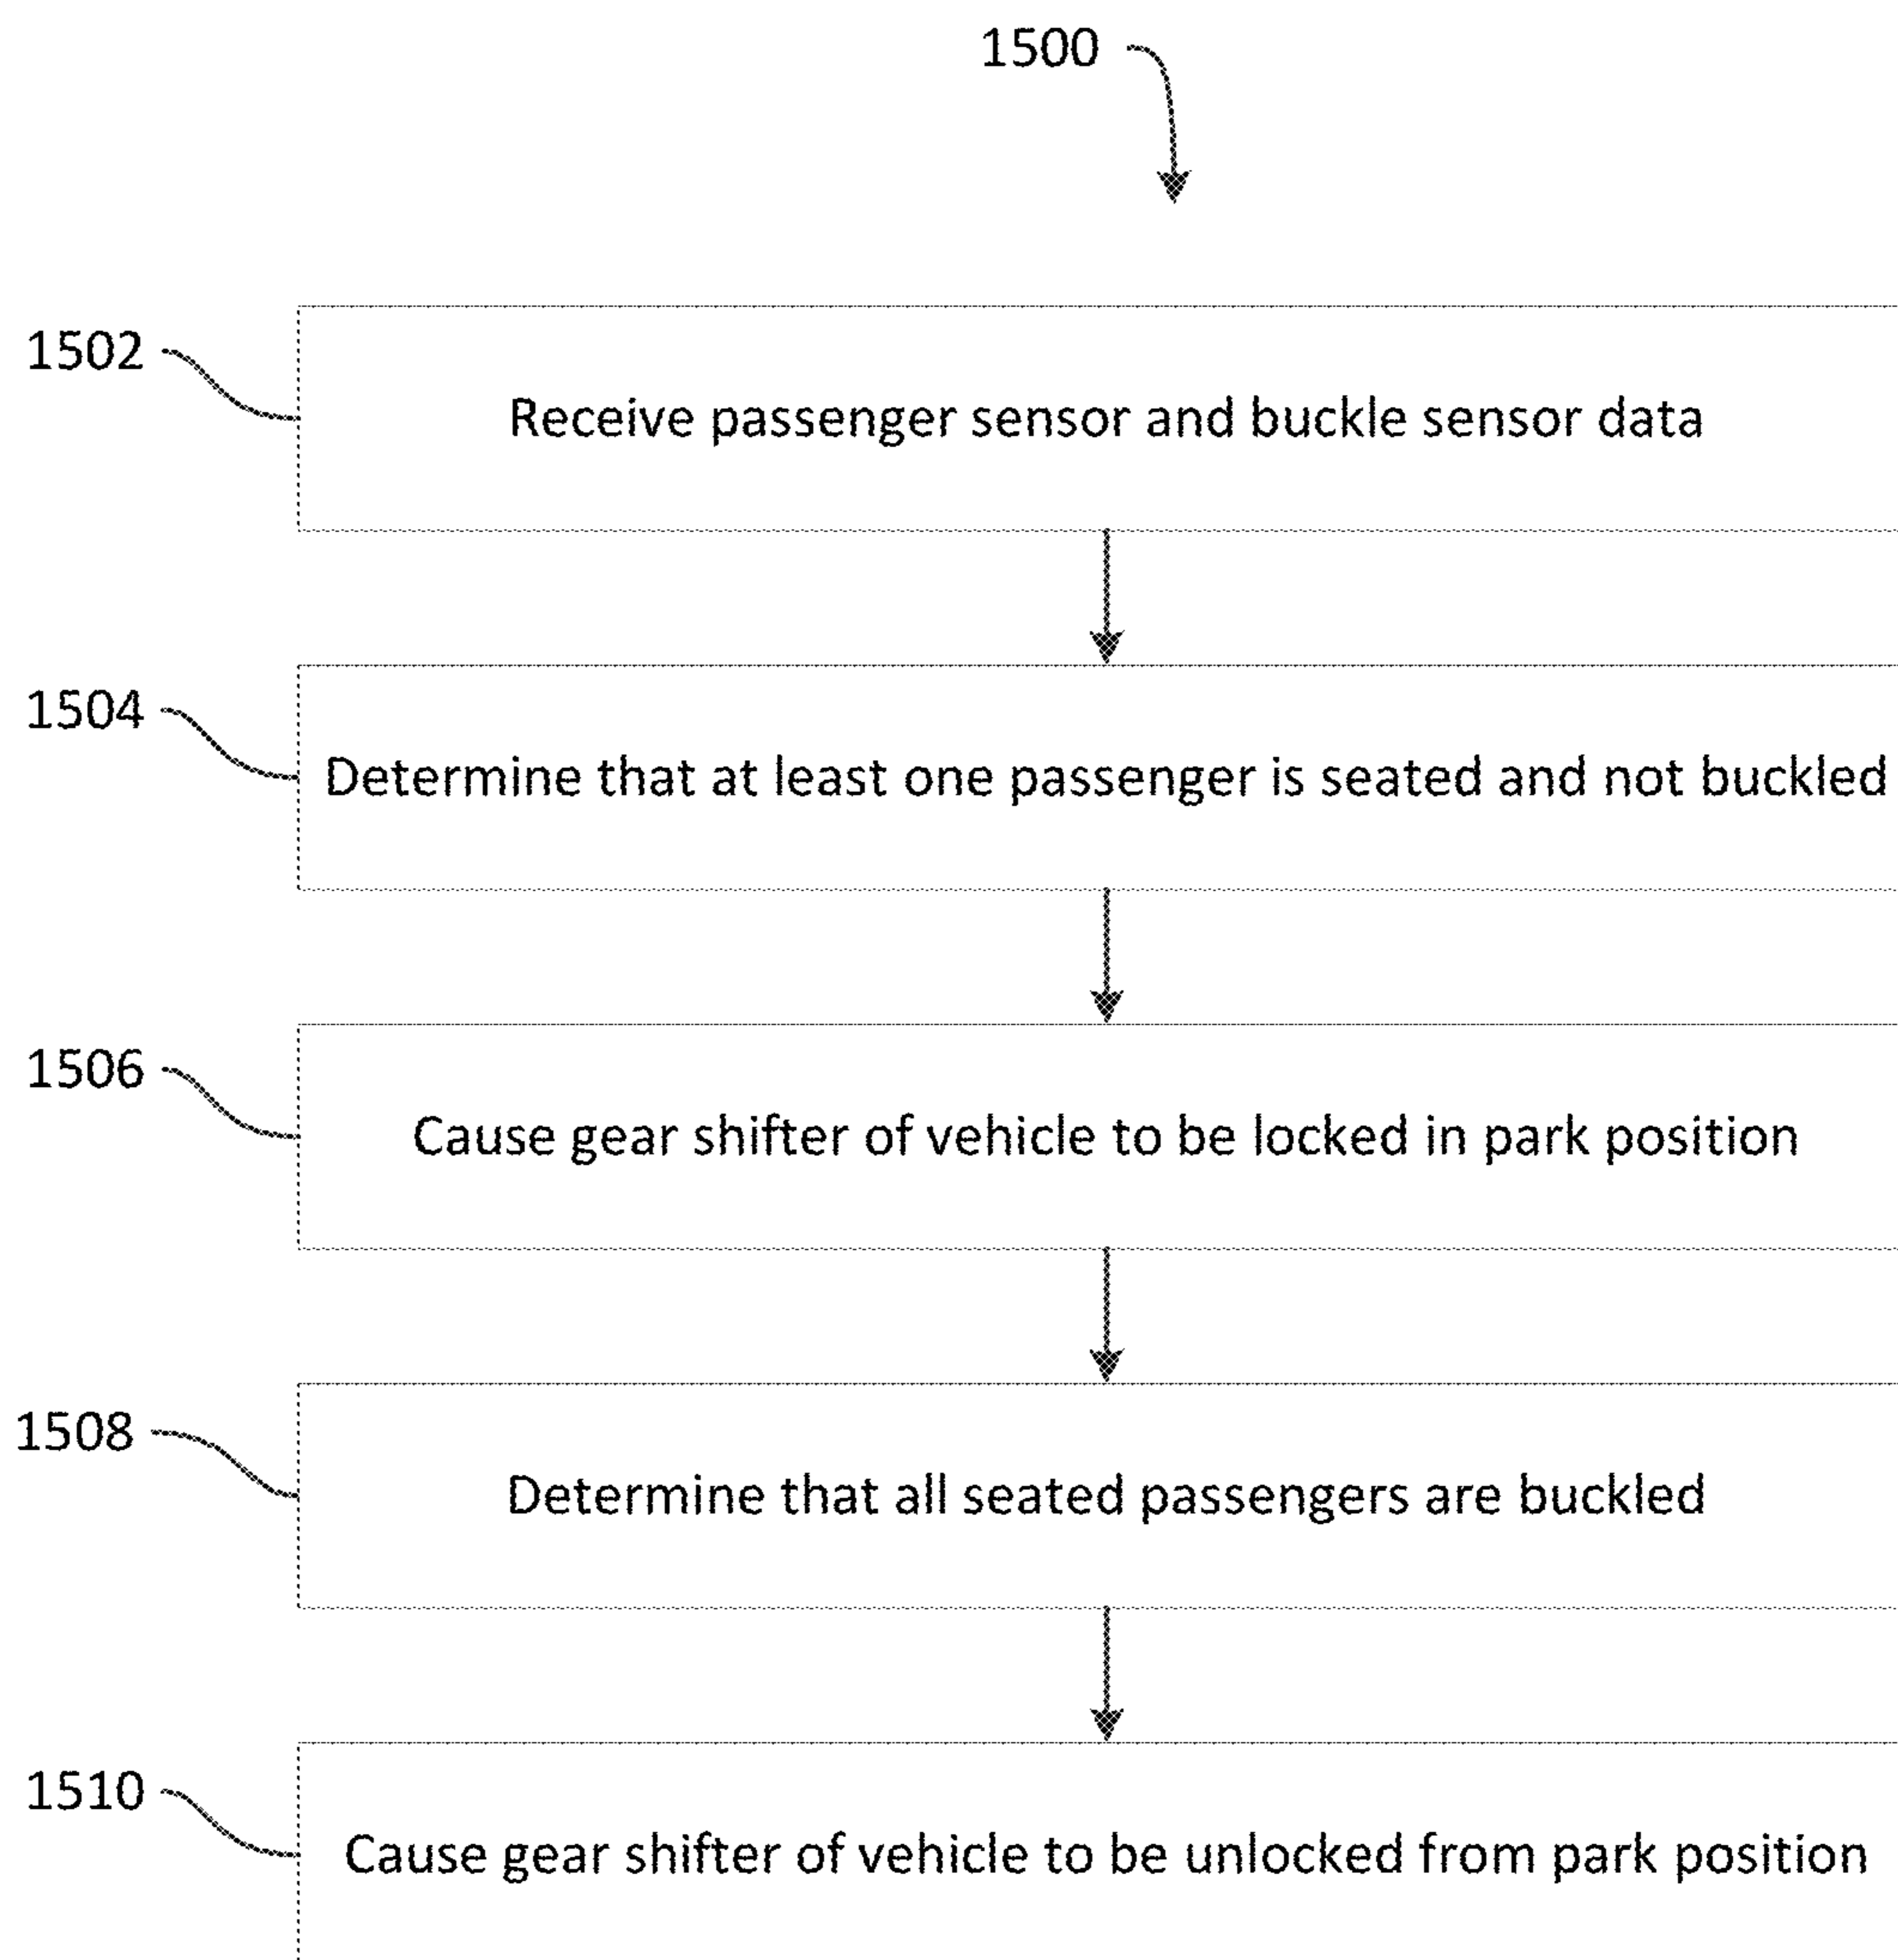 1500
1502
Receive passenger sensor and buckle sensor data
1504
Determine that at least one passenger is seated and not buckled
1506
Cause gear shifter of vehicle to be locked in park position
1508
Determine that all seated passengers are buckled
1510
Cause gear shifter of vehicle to be unlocked from park position